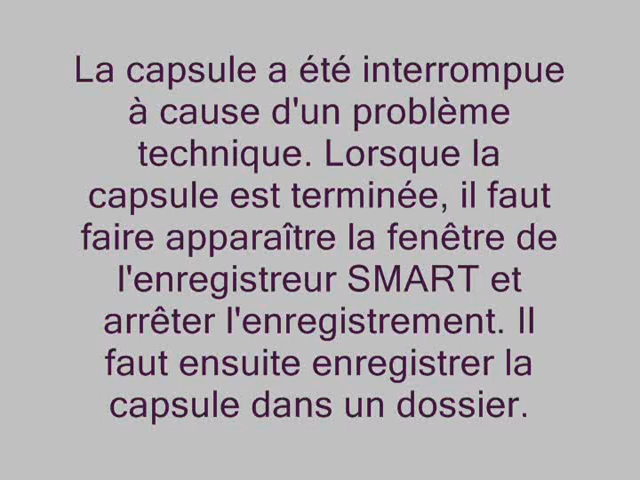 La capsule a été interrompue
à cause d'un problème
technique. Lorsque la
capsule est terminée, il faut
faire apparaître la fenêtre de
l'enregistreur SMART et
arrêter l'enregistrement. Il
faut ensuite enregistrer la
capsule dans un dossier.